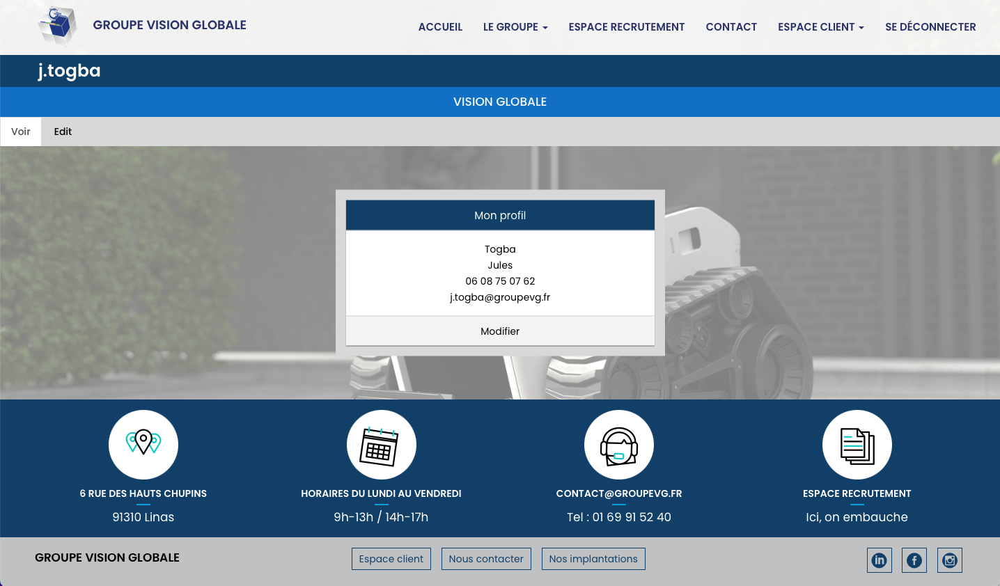 GROUPE VISION GLOBALE
ACCUEIL LE GROUPE ESPACE RECRUTEMENT CONTACT ESPACE CLIENT SE DÉCONNECTER
j.togba
VISION GLOBALE
Voir Edit
Mon profil
Togba
Jules
06 08 75 07 62
j.togba@groupevg.fr
Modifier
6 RUE DES HAUTS CHUPINS
91310 Linas
HORAIRES DU LUNDI AU VENDREDI
9h-13h / 14h-17h
CONTACT@GROUPEVG.FR
Tel : 01 69 91 52 40
ESPACE RECRUTEMENT
Ici, on embauche
GROUPE VISION GLOBALE
Espace client Nous contacter Nos implantations